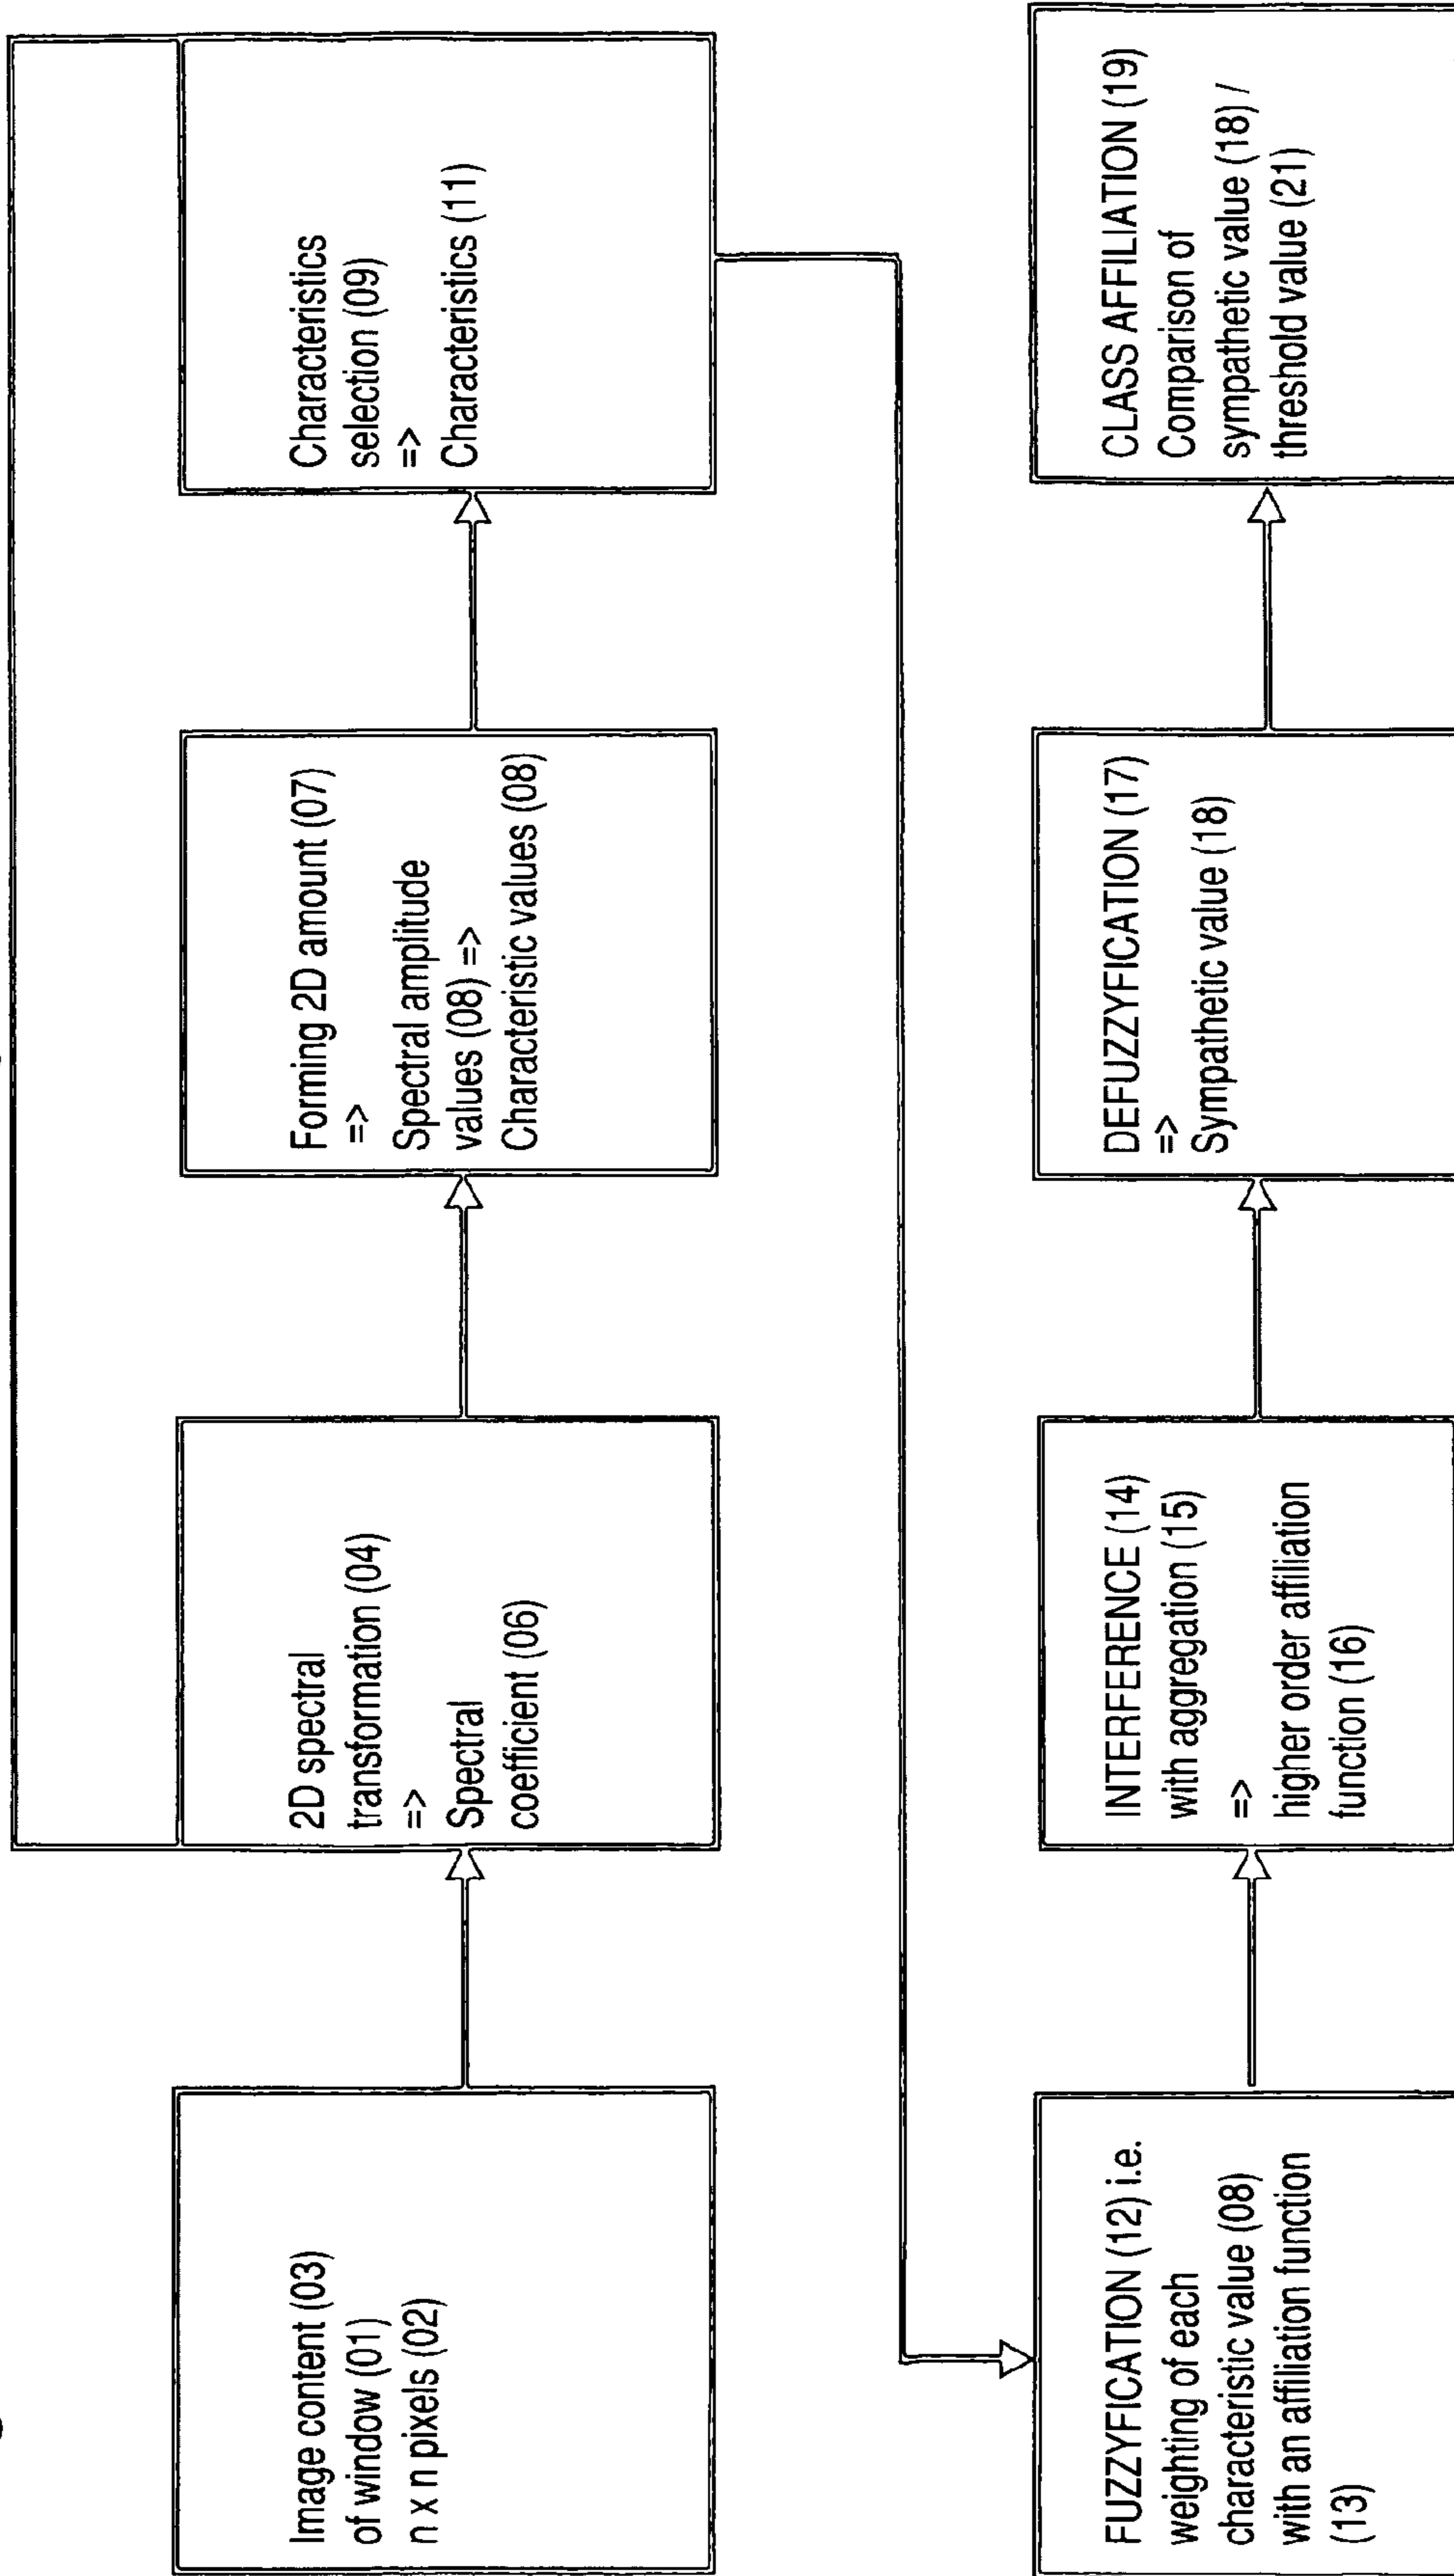 Image content (03)
of window (01)
n x n pixels (02)
2D spectral
transformation (04)
=>
Spectral
coefficient (06)
Forming 2D amount (07)
=>
Spectral amplitude
values (08) =>
Characteristic values (08)
Characteristics
selection (09)
=>
Characteristics (11)
FUZZYFICATION (12) i.e.
weighting of each
characteristic value (08)
with an affiliation function
(13)
INTERFERENCE (14)
with aggregation (15)
=>
higher order affiliation
function (16)
DEFUZZYFICATION (17)
=>
Sympathetic value (18)
CLASS AFFILIATION (19)
Comparison of
sympathetic value (18) /
threshold value (21)